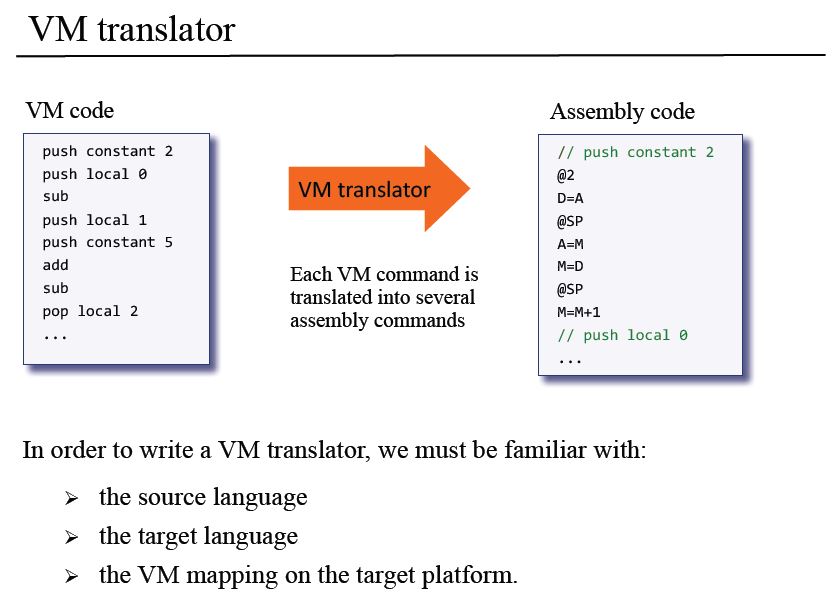 VM translator
VM code
push constant 2
push local 0
sub
push local 1
push constant 5
add
sub
pop local 2
...
VM translator
Each VM command is
translated into several
assembly commands
Assembly code
// push constant 2
@2
D=A
@SP
A=M
M=D
@SP
M=M+1
// push local 0
...
In order to write a VM translator, we must be familiar with:
➢ the source language
➢ the target language
➢ the VM mapping on the target platform.